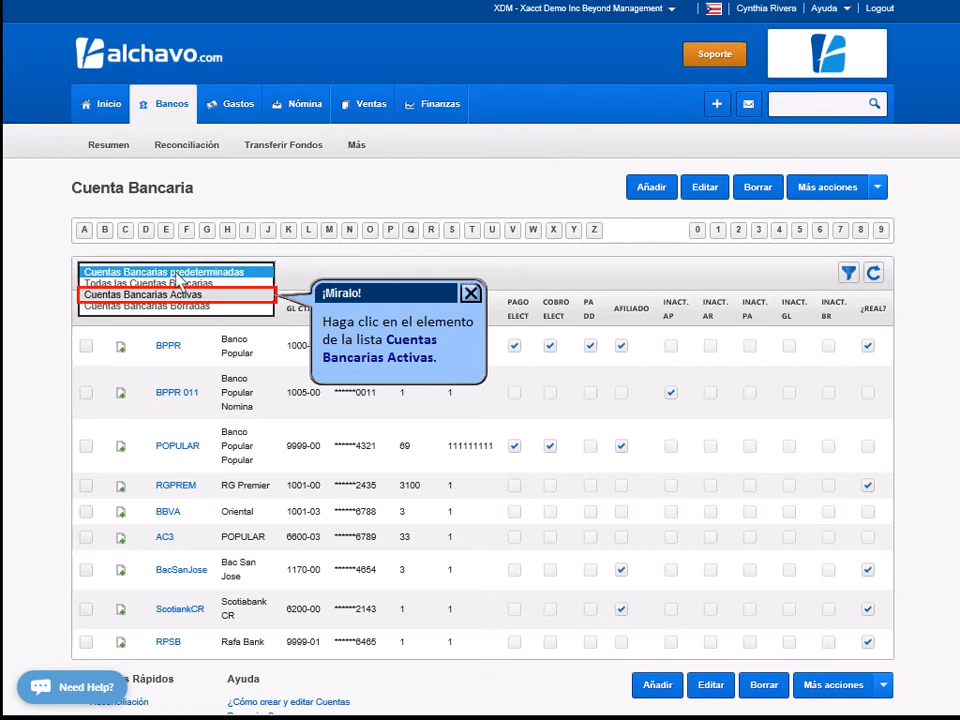 XDM - Xacct Demo Inc Beyond Management Cynthia Rivera Ayuda Logout
alchavo.com Soporte
Inicio Bancos Gastos Nómina Ventas Finanzas
Resumen Reconciliación Transferir Fondos Más
Cuenta Bancaria Añadir Editar Borrar Más acciones
A B C D E F G H I J K L M N O P Q R S T U V W X Y Z 0 1 2 3 4 5 6 7 8 9
Cuentas Bancarias predeterminadas
Todas las Cuentas Bancarias
Cuentas Bancarias Activas
Cuentas Bancarias Borradas
¡Míralo!
Haga clic en el elemento
de la lista Cuentas
Bancarias Activas.
GL PAGO ELECT COBRO ELECT PA DD AFILIADO INACT. AP INACT. AR INACT. PA INACT. GL INACT. BR ¿REAL?
BPPR Banco Popular 1000-
BPPR 011 Banco Popular Nomina 1005-00 ******0011 1 1
POPULAR Banco Popular Popular 9999-00 ******4321 69 111111111
RGPREM RG Premier 1001-00 ******2435 3100 1
BBVA Oriental 1001-03 ******6788 3 1
AC3 POPULAR 6600-03 ******6789 33 1
BacSanJose Bac San Jose 1170-00 ******4654 3 1
ScotiankCR Scotiabank CR 6200-00 ******2143 1 1
RPSB Rafa Bank 9999-01 ******6465 1 1
Need Help? Rápidos Ayuda Añadir Editar Borrar Más acciones
¿Cómo crear y editar Cuentas